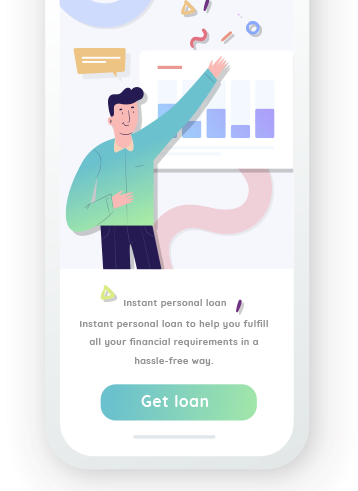 Instant personal loan
Instant personal loan to help you fulfill
all your financial requirements in a
hassle-free way.
Get loan